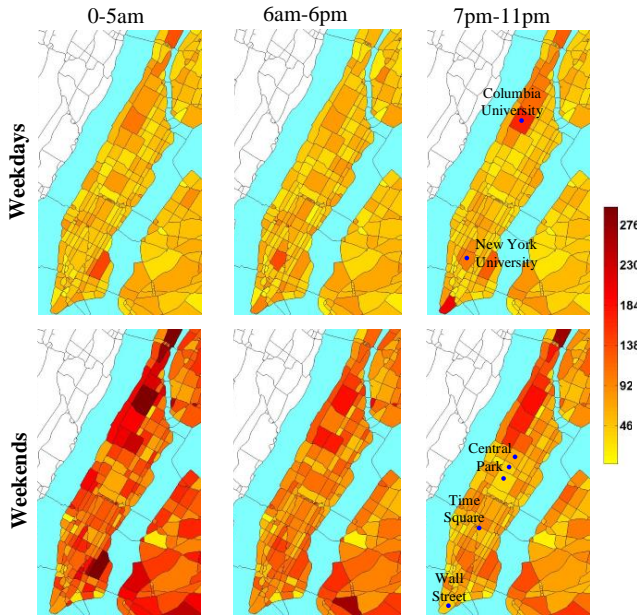 0-5am
6am-6pm
7pm-11pm
Weekdays
Columbia
University
New York
University
276
230
184
138
92
46
Weekends
Central
Park
Time
Square
Wall
Street